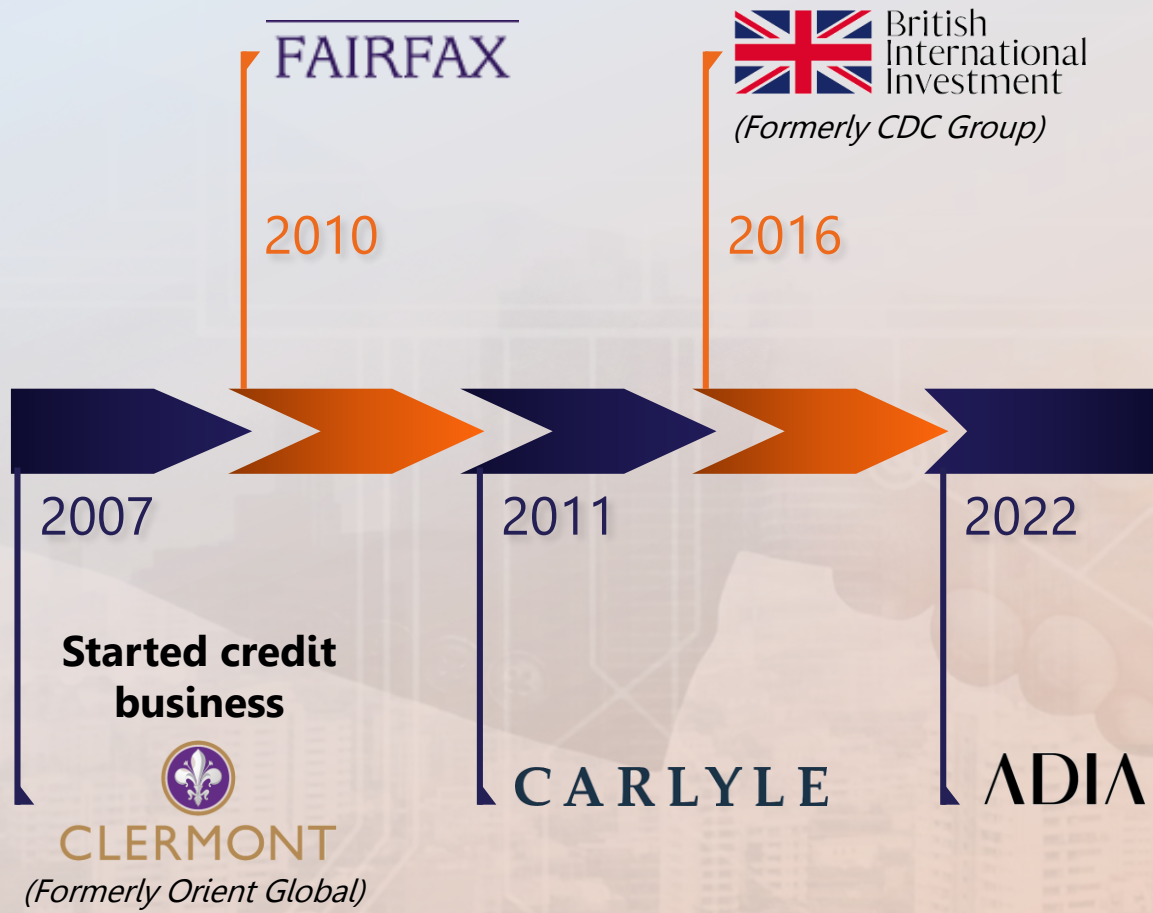 FAIRFAX
British
International
Investment
(Formerly CDC Group)
2010
2016
2007
2011
2022
Started credit
business
CLERMONT
(Formerly Orient Global)
CARLYLE
ADIA